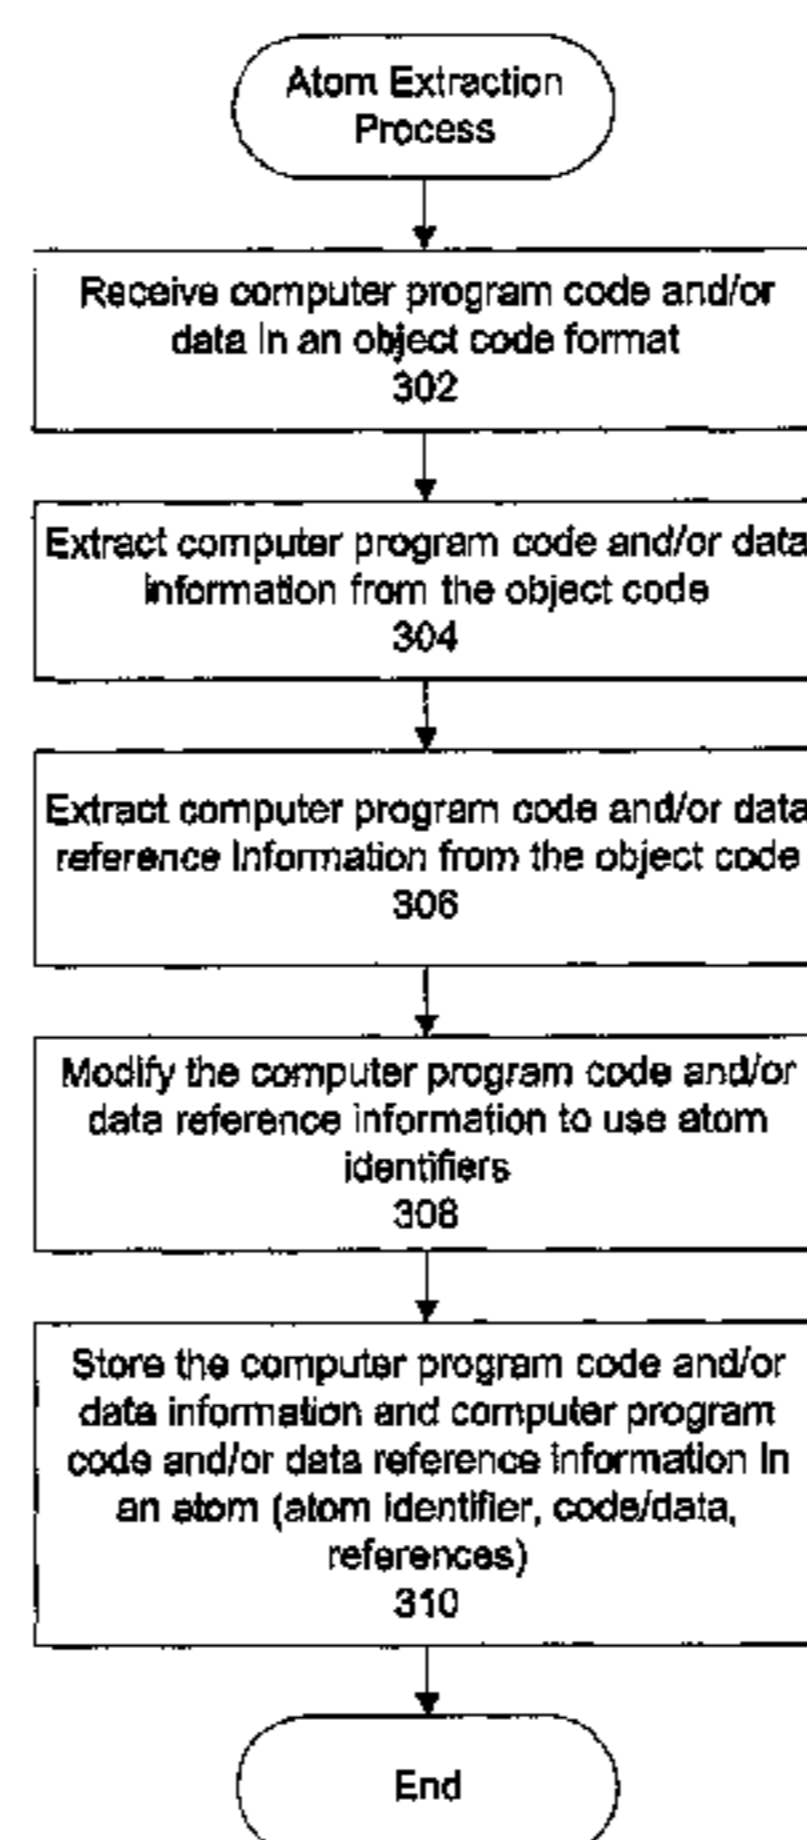 Atom Extraction
Process
Receive computer program code and/or
data in an object code format
302
Extract computer program code and/or data
information from the object code
304
Extract computer program code and/or data
reference information from the object code
306
Modify the computer program code and/or
data reference information to use atom
identifiers
308
Store the computer program code and/or
data information and computer program
code and/or data reference information in
an atom (atom identifier, code/data,
references)
310
End